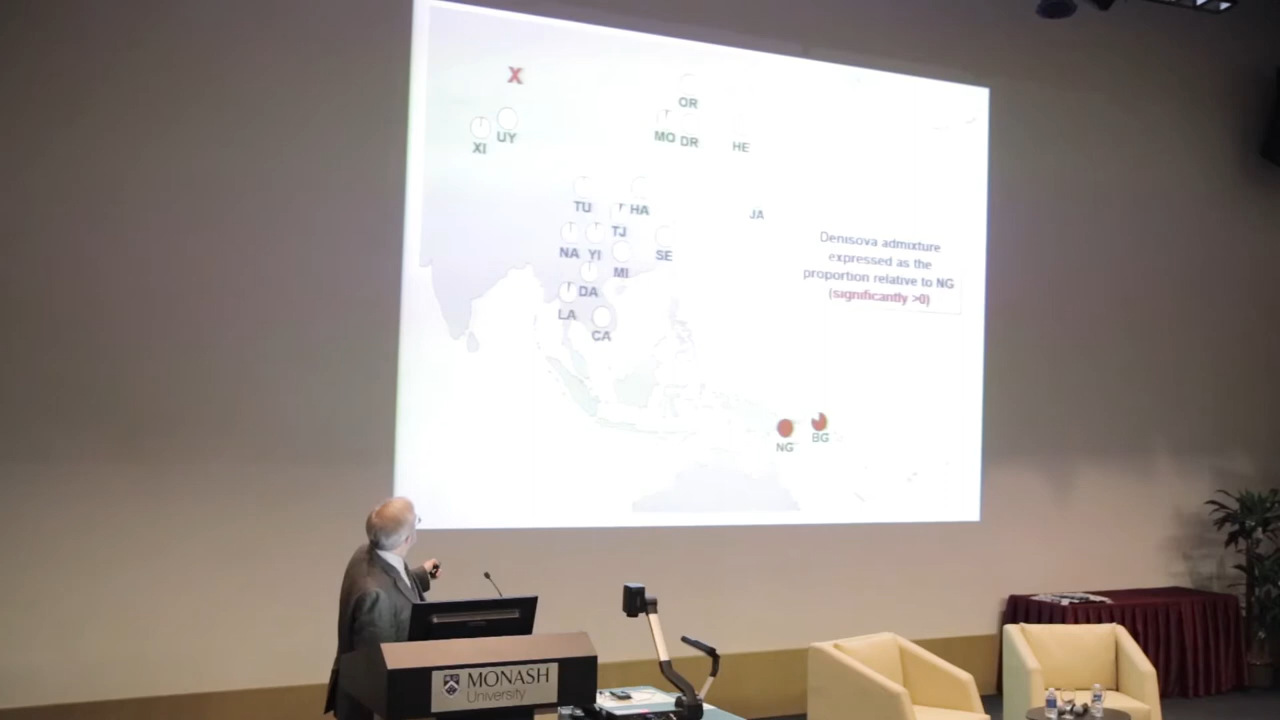 X
OR
XI
UY
MO
DR
HE
TU
HA
TJ
JA
NA
YI
SE
MI
DA
LA
CA
Denisova admixture
expressed as the
proportion relative to NG
(significantly >0)
NG
BG
MONASH
University